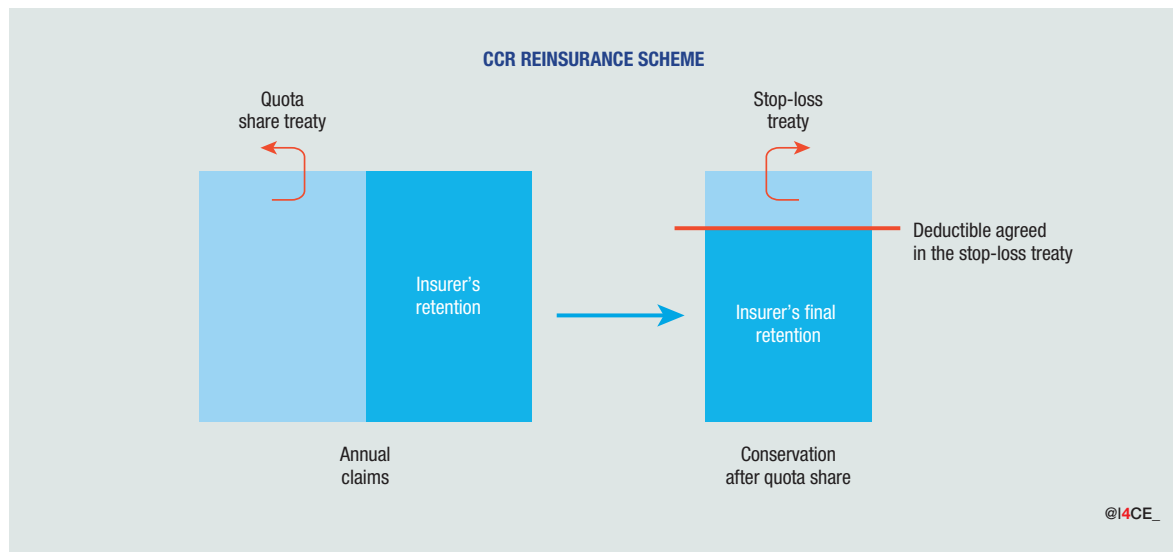 CCR REINSURANCE SCHEME
Quota
share treaty
Stop-loss
treaty
Deductible agreed
in the stop-loss treaty
Insurer’s
retention
Insurer’s final
retention
Annual
claims
Conservation
after quota share
@I4CE_